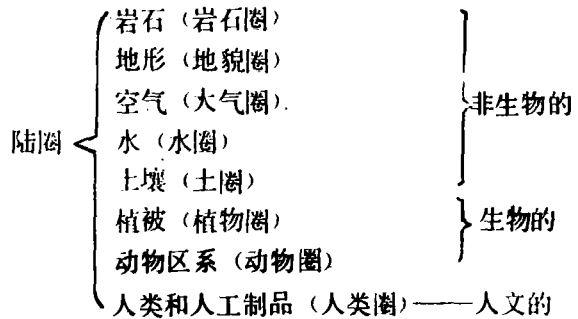 岩石（岩石圈）
地形（地貌圈）
空气（大气圈）.
非生物的
陆圈
水（水圈）
土壤（土圈）
植被（植物圈）
生物的
动物区系（动物圈）
人类和人工制品（人类圈）——人文的